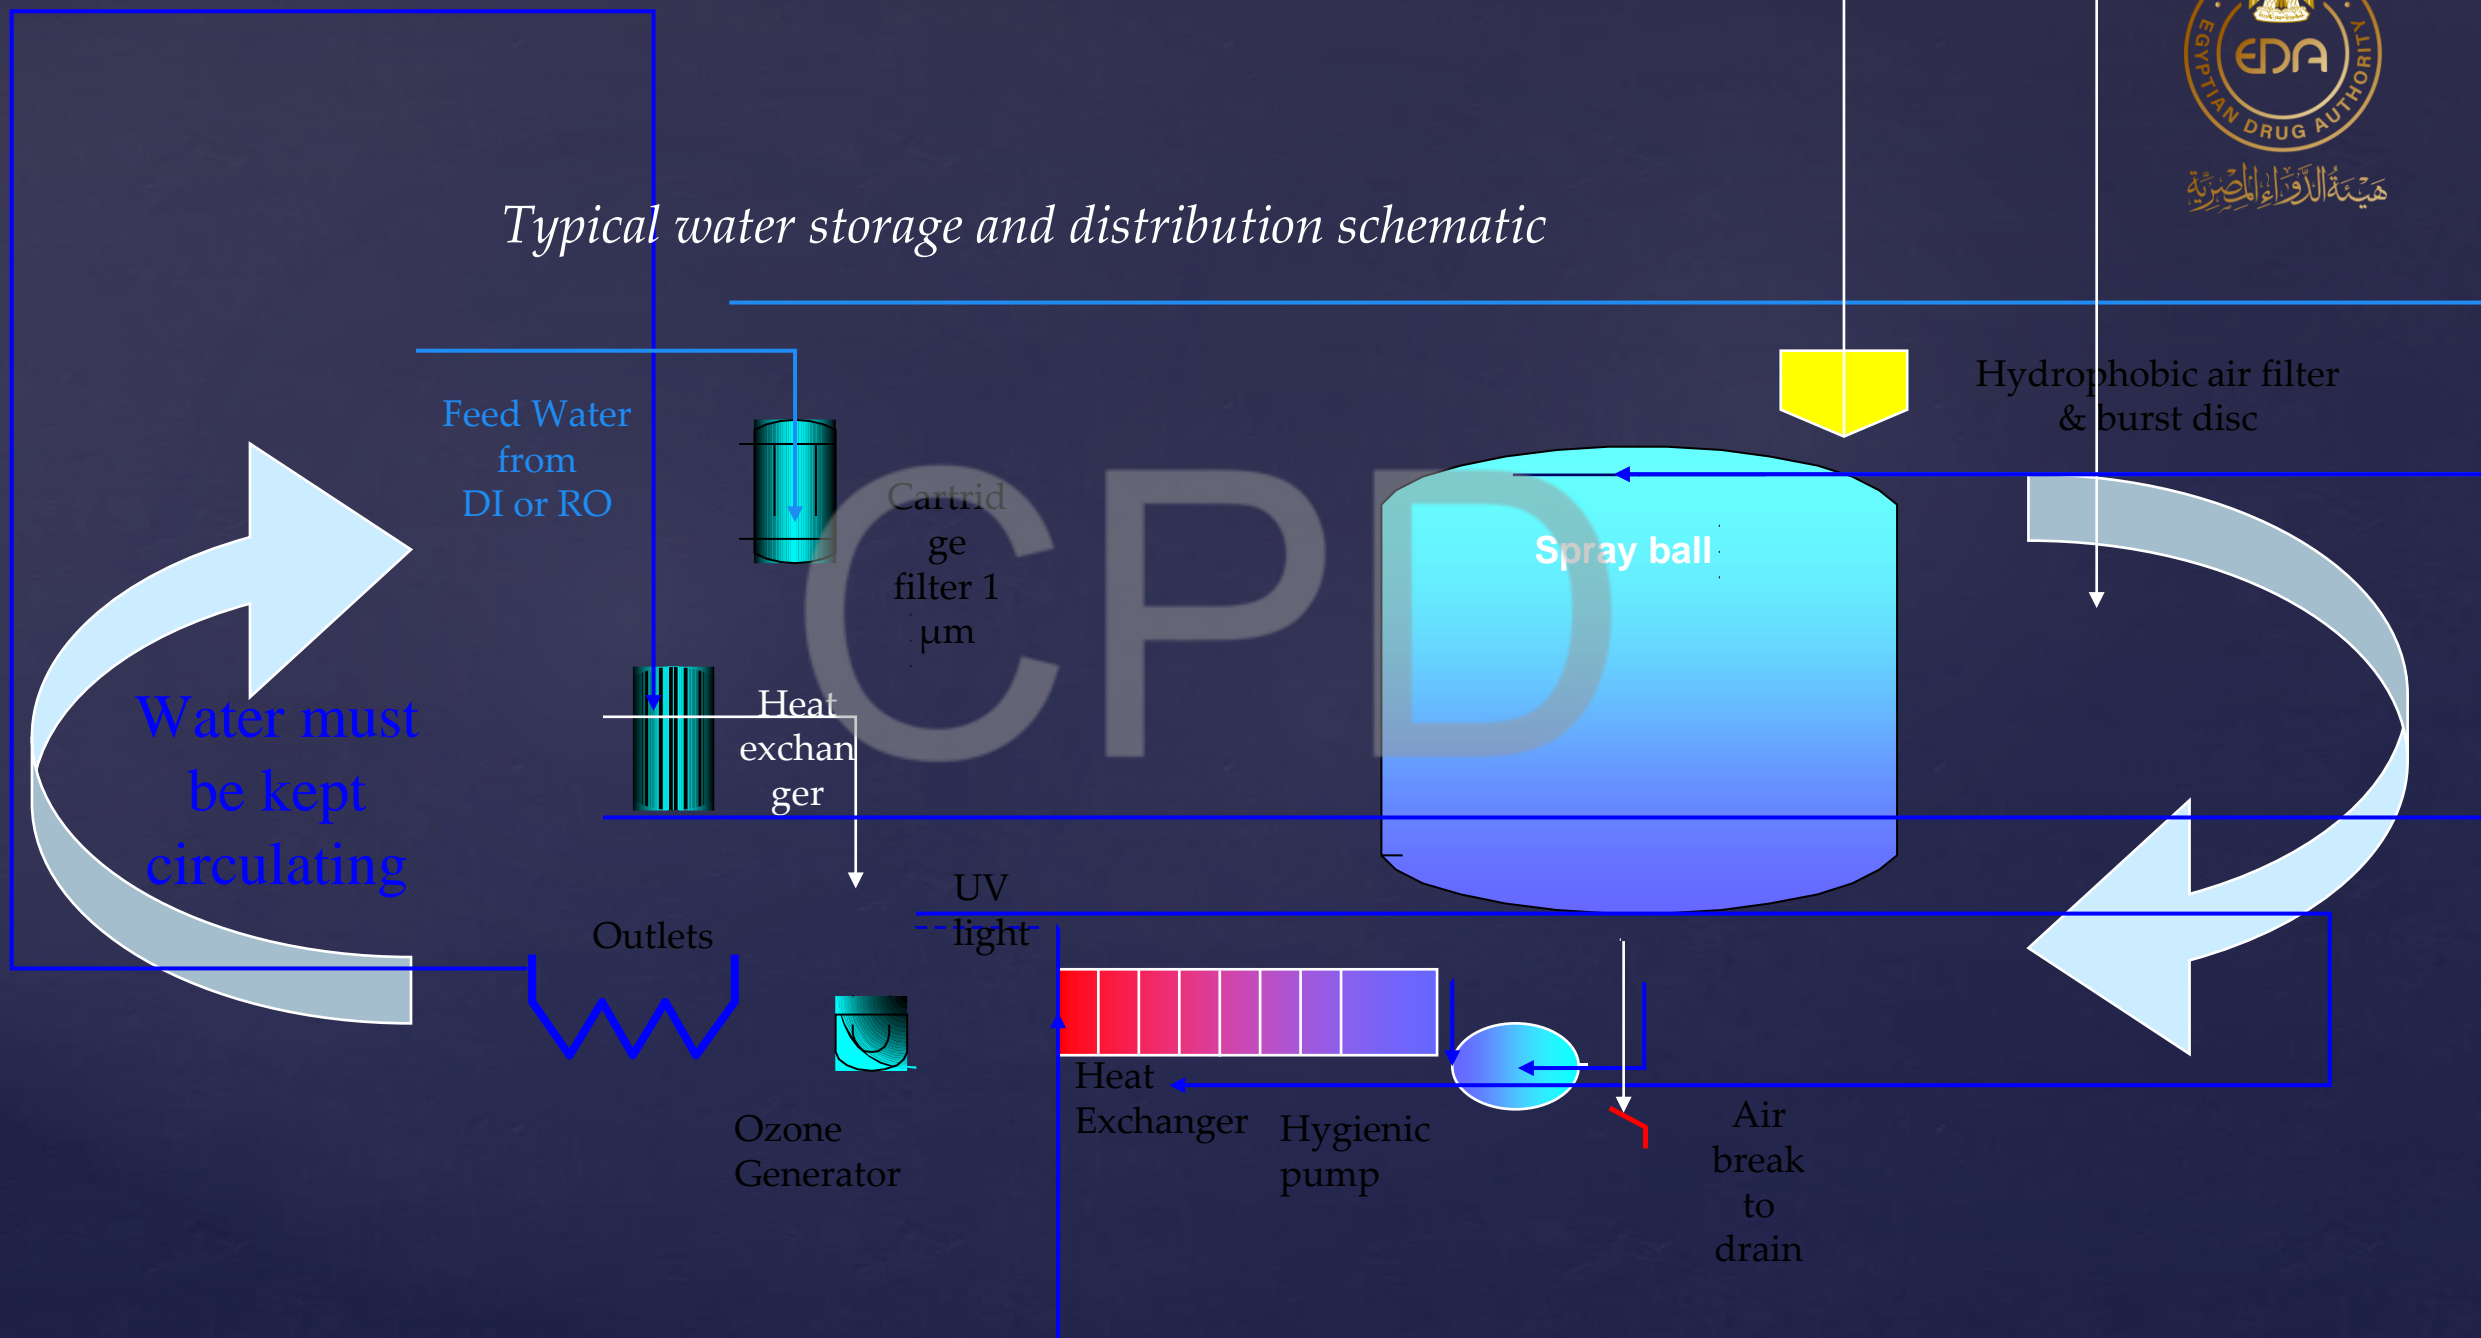 EDA
EGYPTIAN DRUG AUTHORITY
هيئة الدواء المصرية
Typical water storage and distribution schematic
Hydrophobic air filter
& burst disc
Feed Water
from
DI or RO
Cartrid
ge
filter 1
µm
CPD
Spray ball
Water must
be kept
circulating
Heat
exchan
ger
UV
light
Outlets
Heat
Exchanger
Hygienic
pump
Ozone
Generator
Air
break
to
drain